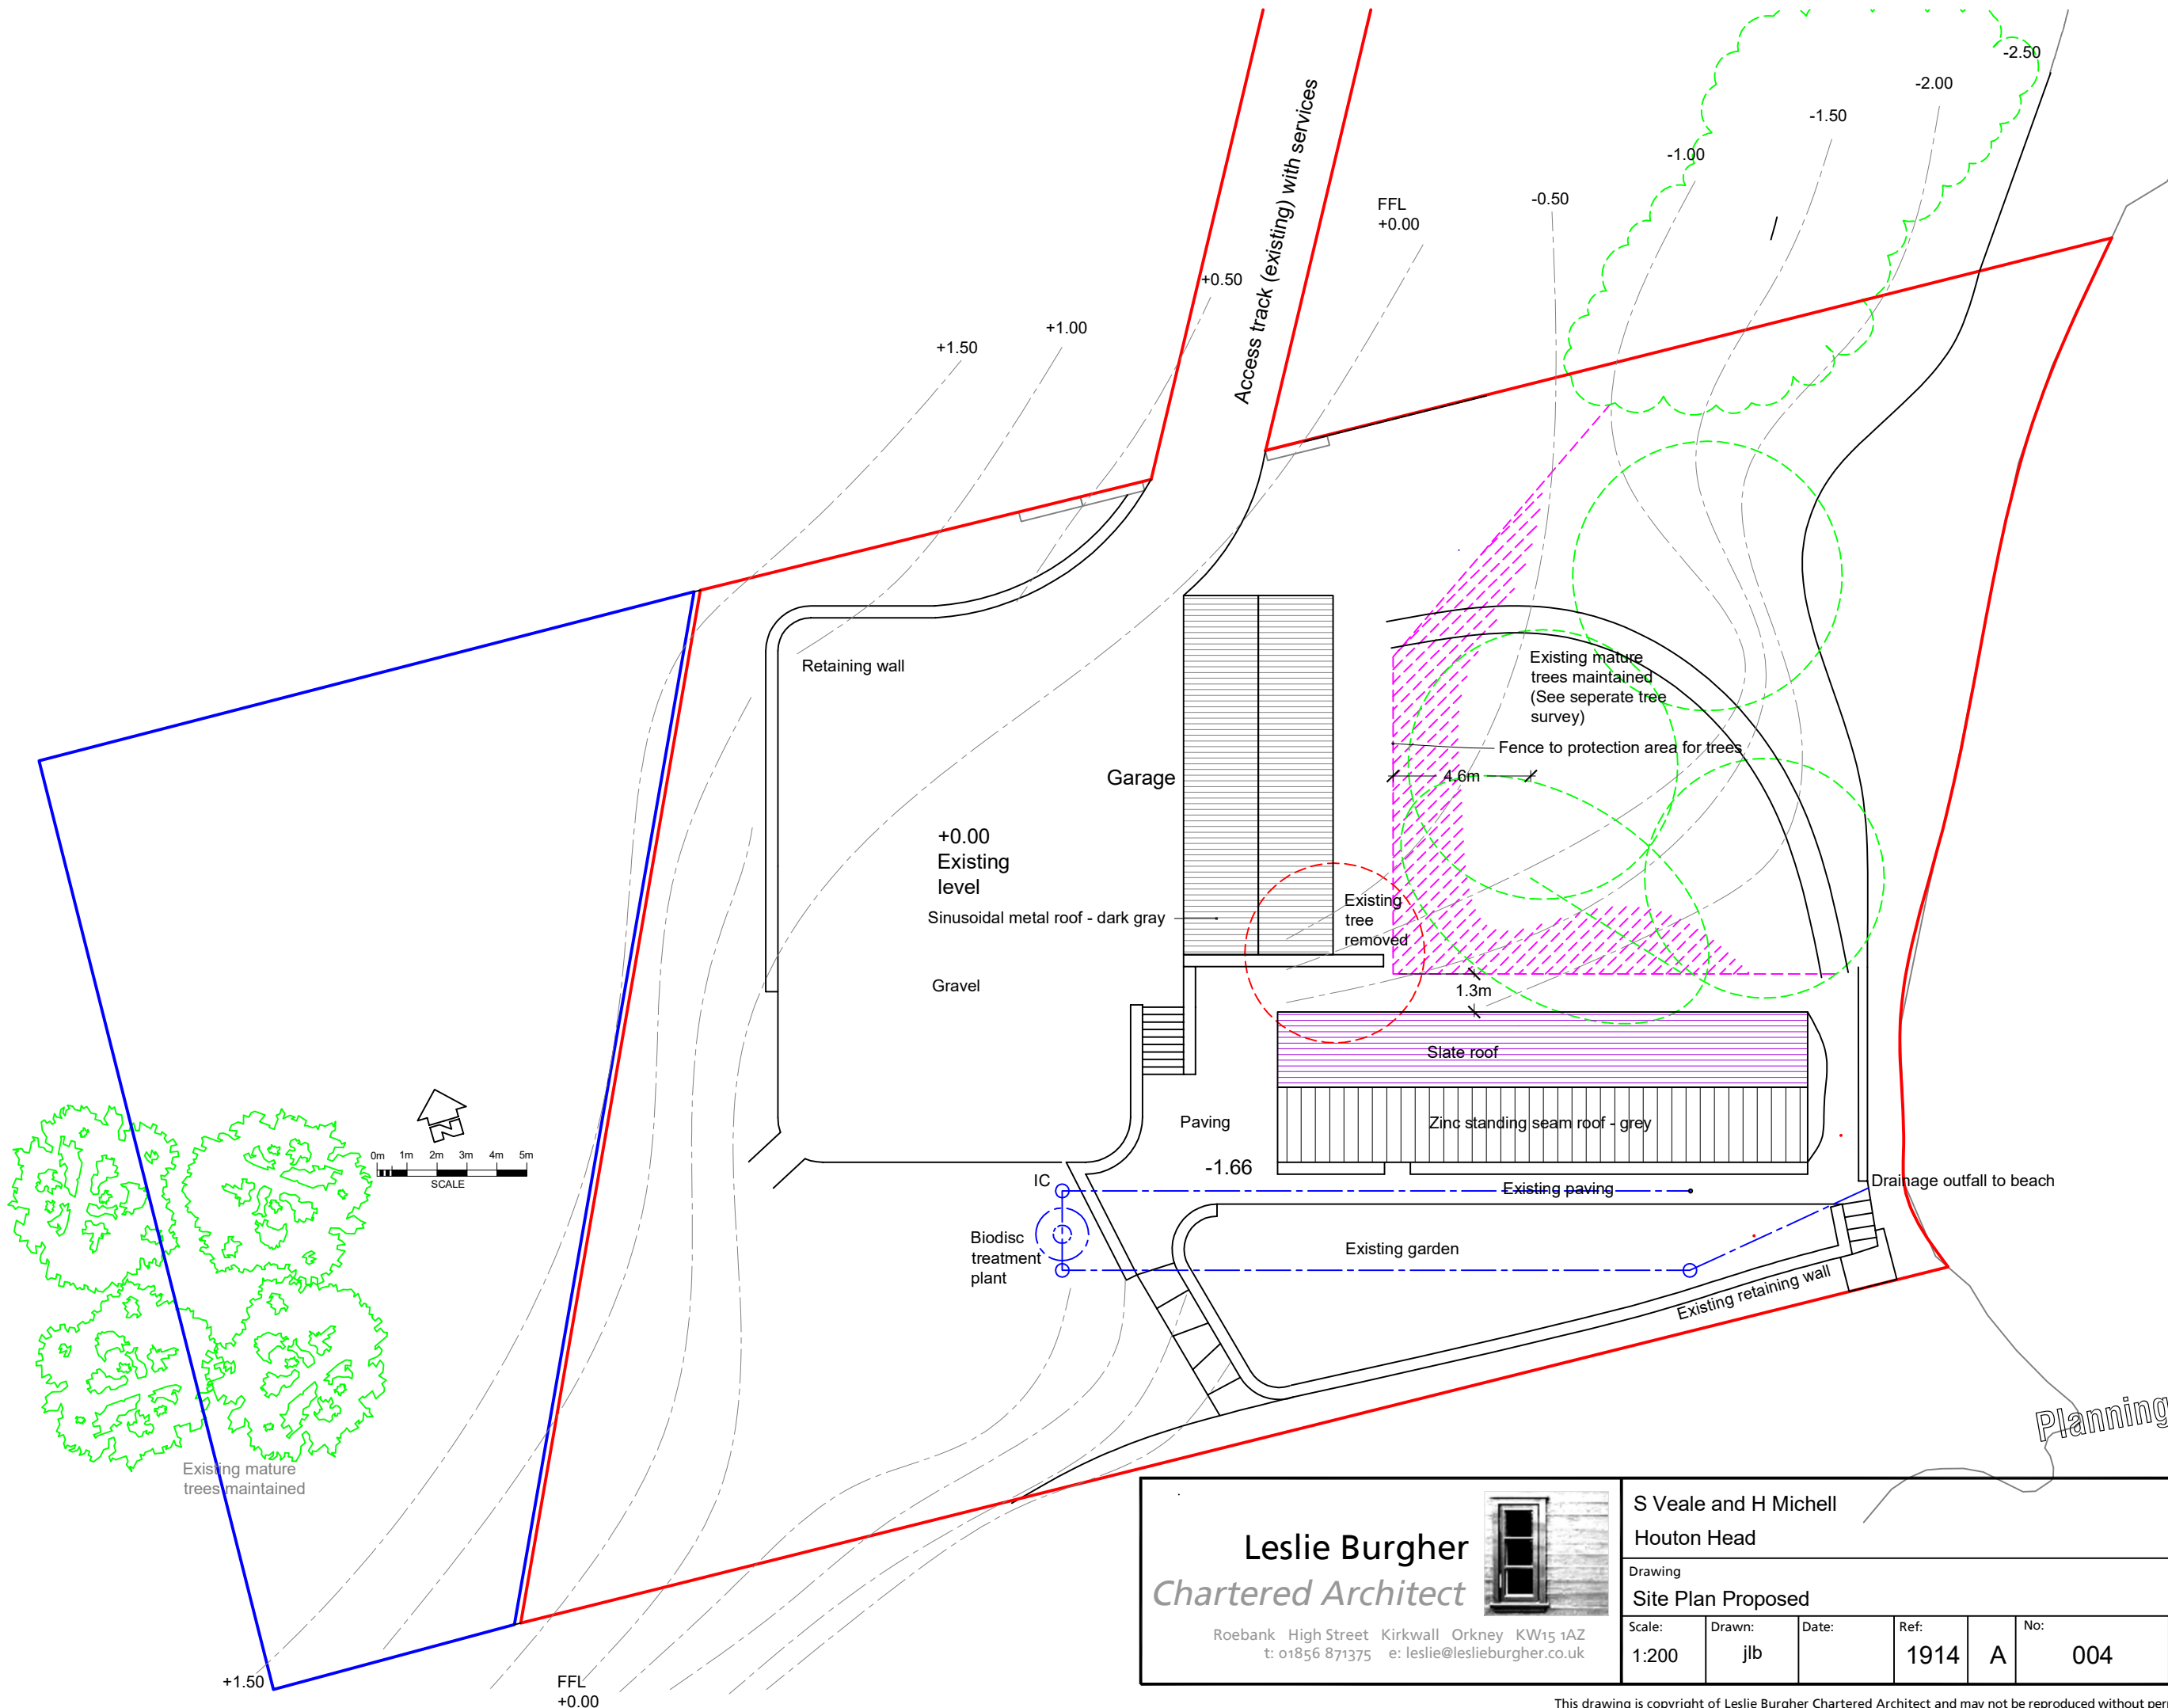 -2.50
-2.00
-1.50
-1.00
-0.50
FFL
+0.00
+0.50
+1.00
+1.50
Access track (existing) with services
Retaining wall
Existing mature
trees maintained
(See seperate tree
survey)
Fence to protection area for trees
4.6m
Garage
+0.00
Existing
level
Sinusoidal metal roof - dark gray
Existing
tree
removed
Gravel
1.3m
Slate roof
Zinc standing seam roof - grey
Paving
-1.66
N
0m 1m 2m 3m 4m 5m
SCALE
IC
Existing paving
Drainage outfall to beach
Biodisc
treatment
plant
Existing garden
Existing retaining wall
Existing mature
trees maintained
+1.50
FFL
+0.00
Planning
Leslie Burgher
Chartered Architect
Roebank High Street Kirkwall Orkney KW15 1AZ
t: 01856 871375 e: leslie@leslieburgher.co.uk
S Veale and H Michell
Houton Head
Drawing
Site Plan Proposed
Scale:
1:200
Drawn:
jlb
Date:
Ref:
1914
A
No:
004
This drawing is copyright of Leslie Burgher Chartered Architect and may not be reproduced without